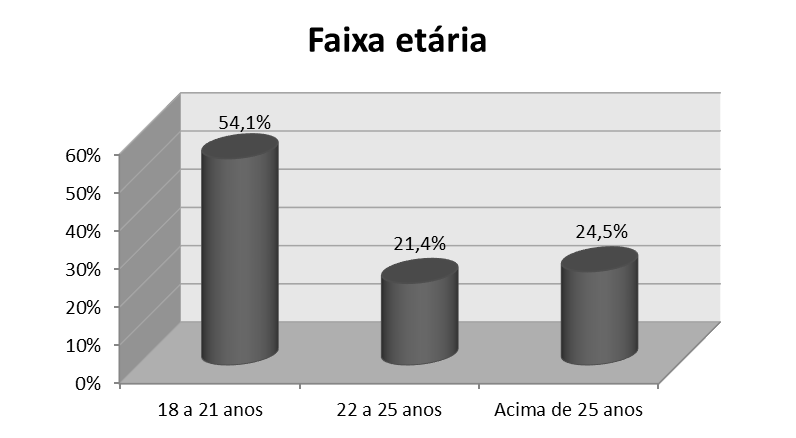 Faixa etária
54,1%
21,4%
24,5%
60%
50%
40%
30%
20%
10%
0%
18 a 21 anos
22 a 25 anos
Acima de 25 anos